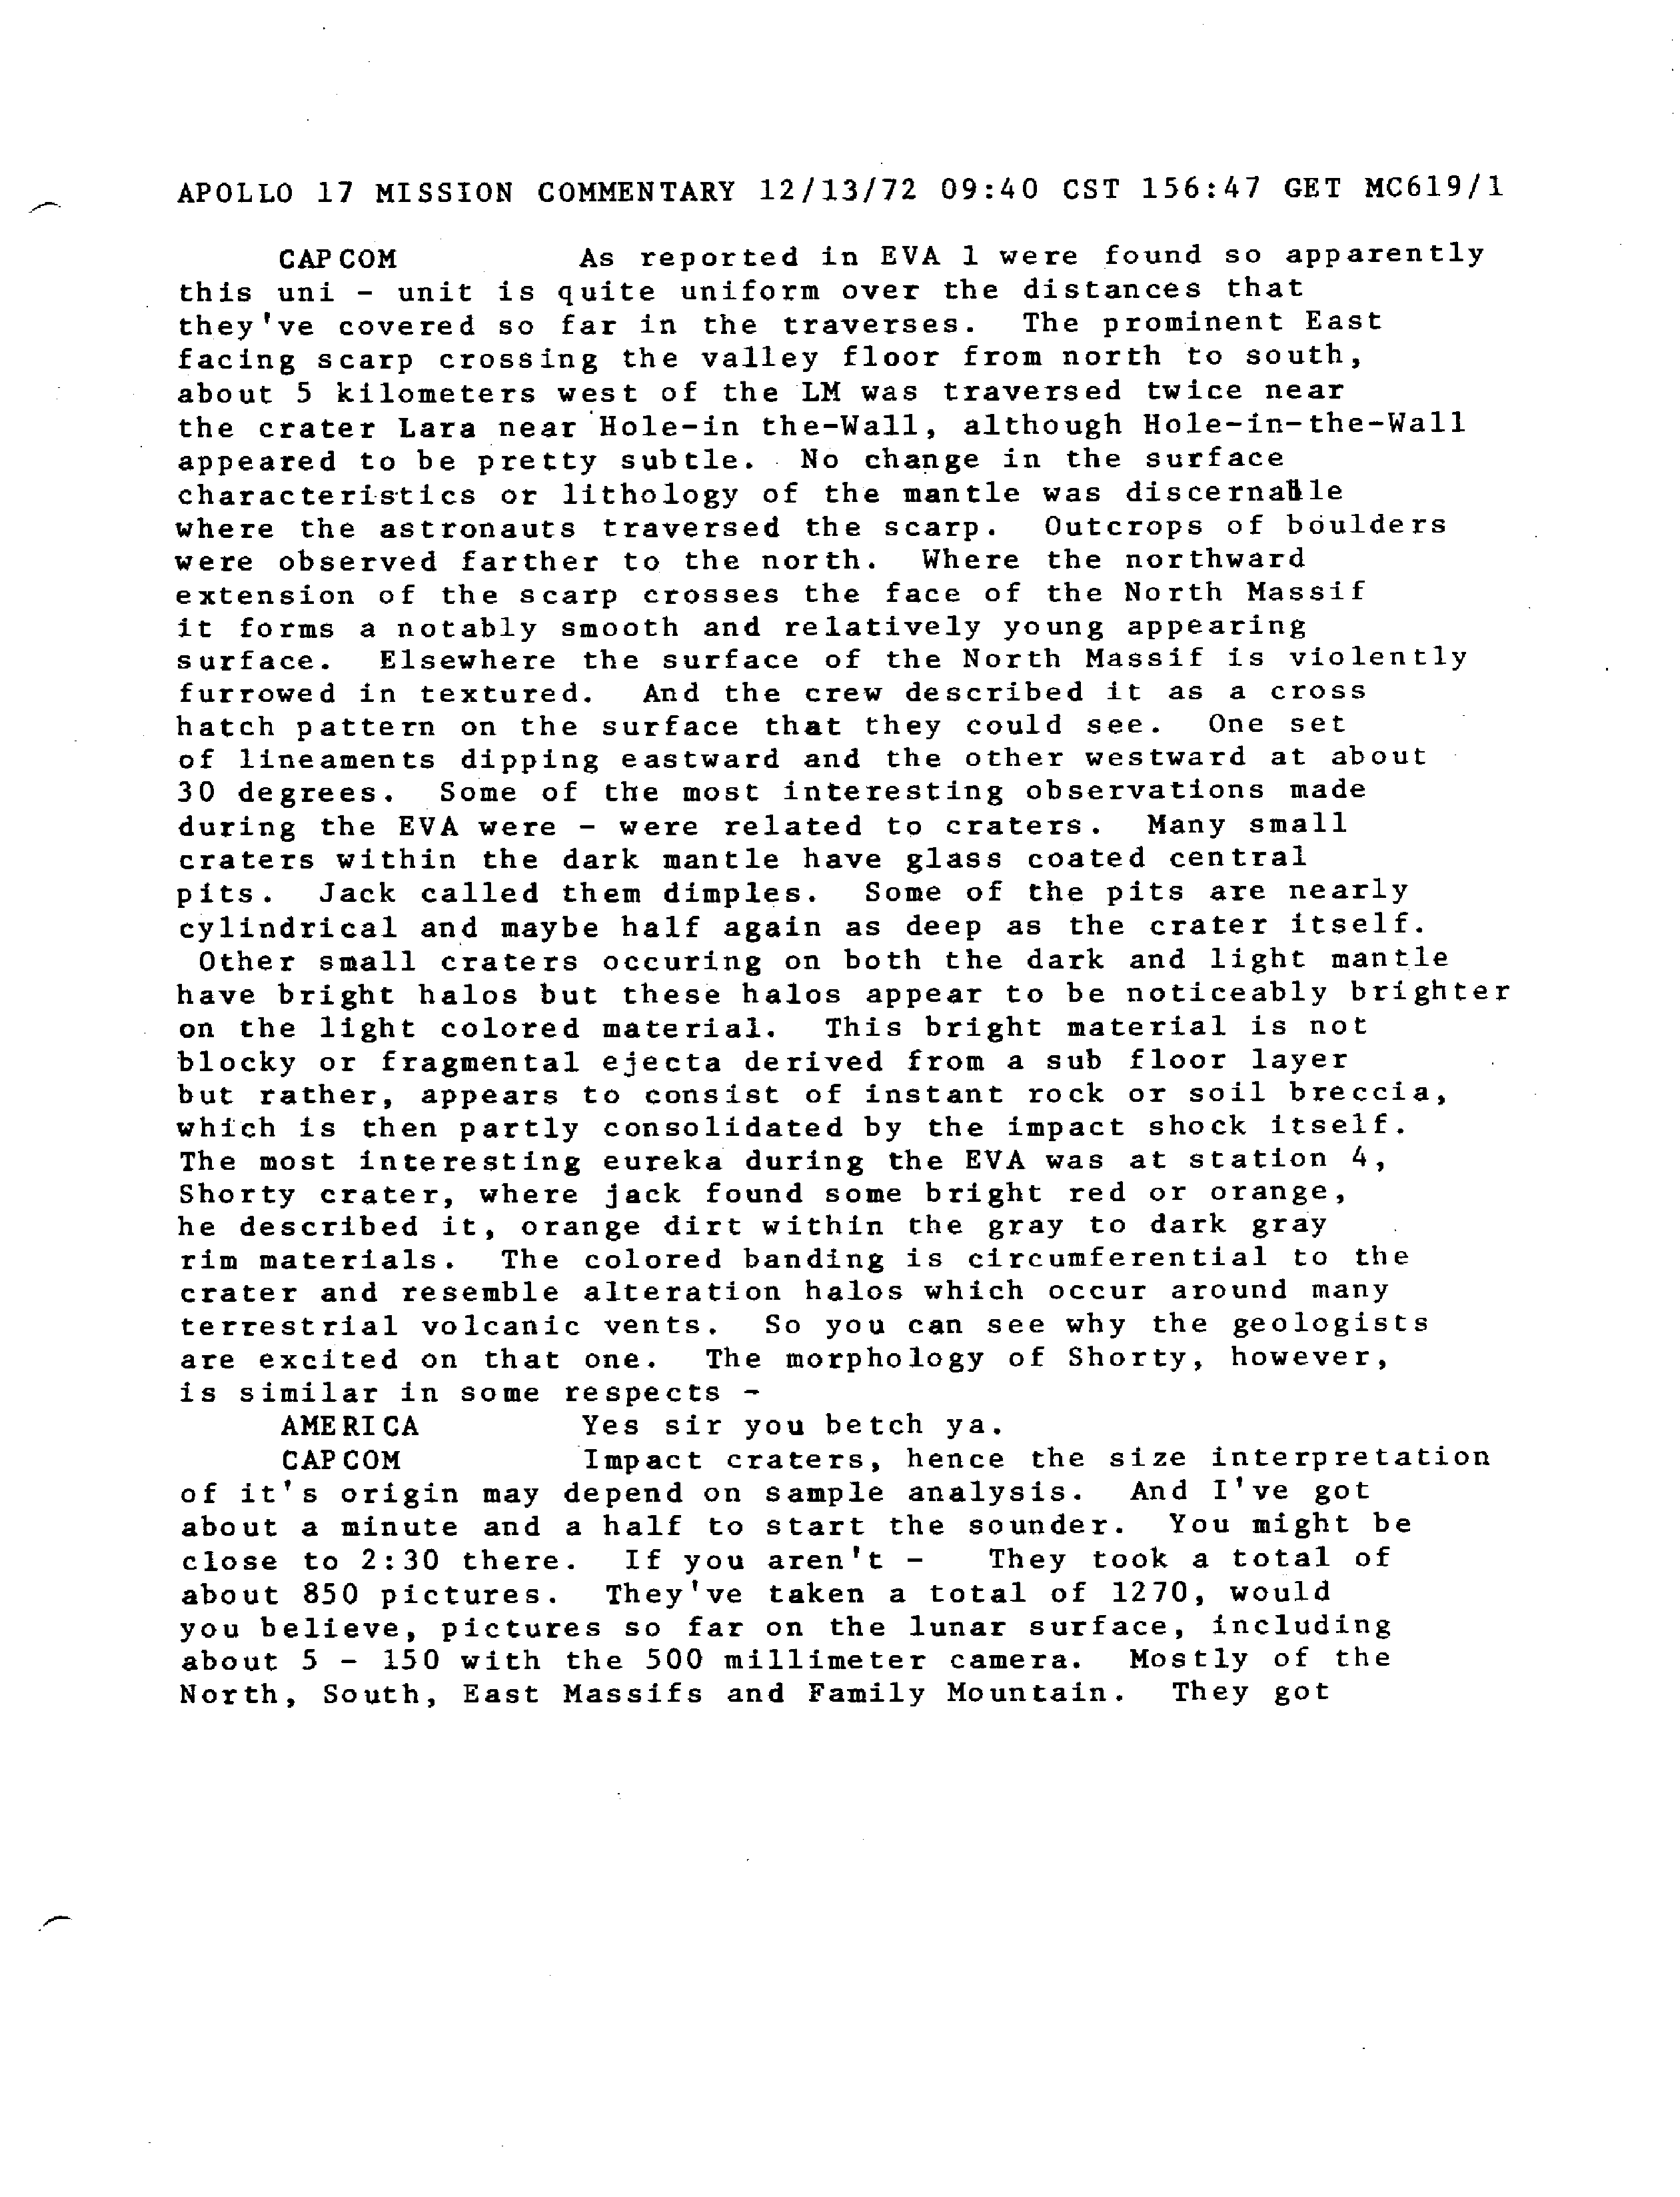 APOLLO 17 MISSION COMMENTARY 12/13/72 09:40 CST 156:47 GET MC619/1
CAPCOM As reported in EVA 1 were found so apparently
this uni - unit is quite uniform over the distances that
they've covered so far in the traverses. The prominent East
facing scarp crossing the valley floor from north to south,
about 5 kilometers west of the LM was traversed twice near
the crater Lara near Hole-in the-Wall, although Hole-in-the-Wall
appeared to be pretty subtle. No change in the surface
characteristics or lithology of the mantle was discernable
where the astronauts traversed the scarp. Outcrops of boulders
were observed farther to the north. Where the northward
extension of the scarp crosses the face of the North Massif
it forms a notably smooth and relatively young appearing
surface. Elsewhere the surface of the North Massif is violently
furrowed in textured. And the crew described it as a cross
hatch pattern on the surface that they could see. One set
of lineaments dipping eastward and the other westward at about
30 degrees. Some of the most interesting observations made
during the EVA were - were related to craters. Many small
craters within the dark mantle have glass coated central
pits. Jack called them dimples. Some of the pits are nearly
cylindrical and maybe half again as deep as the crater itself.
Other small craters occuring on both the dark and light mantle
have bright halos but these halos appear to be noticeably brighter
on the light colored material. This bright material is not
blocky or fragmental ejecta derived from a sub floor layer
but rather, appears to consist of instant rock or soil breccia,
which is then partly consolidated by the impact shock itself.
The most interesting eureka during the EVA was at station 4,
Shorty crater, where jack found some bright red or orange,
he described it, orange dirt within the gray to dark gray
rim materials. The colored banding is circumferential to the
crater and resemble alteration halos which occur around many
terrestrial volcanic vents. So you can see why the geologists
are excited on that one. The morphology of Shorty, however,
is similar in some respects -
AMERICA Yes sir you betch ya.
CAPCOM Impact craters, hence the size interpretation
of it's origin may depend on sample analysis. And I've got
about a minute and a half to start the sounder. You might be
close to 2:30 there. If you aren't - They took a total of
about 850 pictures. They've taken a total of 1270, would
you believe, pictures so far on the lunar surface, including
about 5 - 150 with the 500 millimeter camera. Mostly of the
North, South, East Massifs and Family Mountain. They got